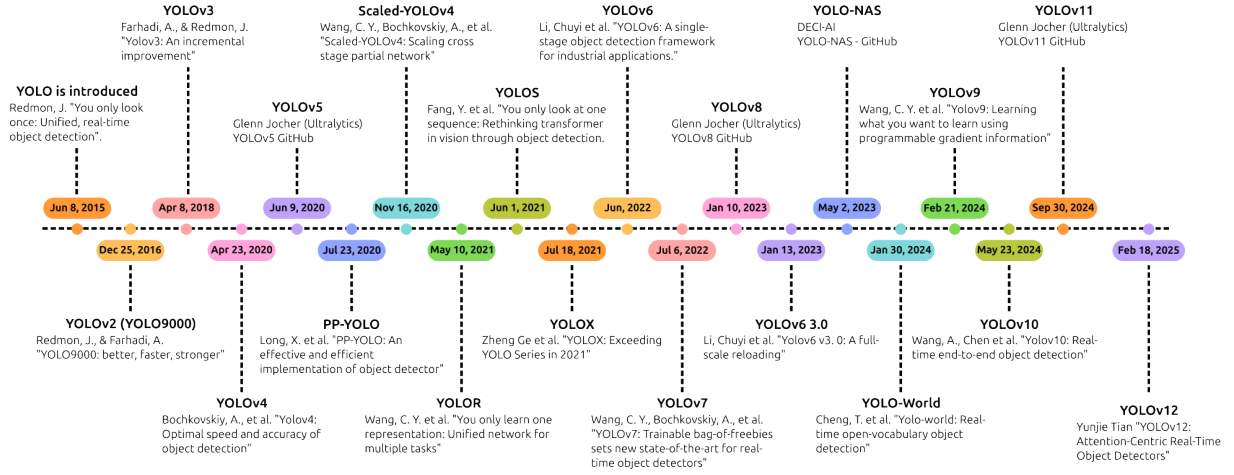 YOLOv3
Farhadi, A., & Redmon, J.
"Yolov3: An incremental
improvement"
Scaled-YOLOv4
Wang, C. Y., Bochkovskiy, A., et al.
"Scaled-YOLOv4: Scaling cross
stage partial network"
YOLOv6
Li, Chuyi et al. "YOLOv6: A single-
stage object detection framework
for industrial applications."
YOLO-NAS
DECI-AI
YOLO-NAS - GitHub
YOLOv11
Glenn Jocher (Ultralytics)
YOLOv11 GitHub
YOLO is introduced
Redmon, J. "You only look
once: Unified, real-time
object detection".
YOLOv5
Glenn Jocher (Ultralytics)
YOLOv5 GitHub
YOLOS
Fang, Y. et al. "You only look at one
sequence: Rethinking transformer
in vision through object detection.
YOLOv8
Glenn Jocher (Ultralytics)
YOLOv8 GitHub
YOLOv9
Wang, C. Y. et al. "Yolov9: Learning
what you want to learn using
programmable gradient information"
Jun 8, 2015
Apr 8, 2018
Jun 9, 2020
Nov 16, 2020
Jun 1, 2021
Jun, 2022
Jan 10, 2023
May 2, 2023
Feb 21, 2024
Sep 30, 2024
Dec 25, 2016
Apr 23, 2020
Jul 23, 2020
May 10, 2021
Jul 18, 2021
Jul 6, 2022
Jan 13, 2023
Jan 30, 2024
May 23, 2024
Feb 18, 2025
YOLOv2 (YOLO9000)
Redmon, J., & Farhadi, A.
"YOLO9000: better, faster, stronger"
PP-YOLO
Long, X. et al. "PP-YOLO: An
effective and efficient
implementation of object detector"
YOLOX
Zheng Ge et al. "YOLOX: Exceeding
YOLO Series in 2021"
YOLOv6 3.0
Li, Chuyi et al. "Yolov6 v3. 0: A full-
scale reloading"
YOLOv10
Wang, A., Chen et al. "Yolov10: Real-
time end-to-end object detection"
YOLOv4
Bochkovskiy, A., et al. "Yolov4:
Optimal speed and accuracy of
object detection"
YOLOR
Wang, C. Y. et al. "You only learn one
representation: Unified network for
multiple tasks"
YOLOv7
Wang, C. Y., Bochkovskiy, A., et al.
"YOLOv7: Trainable bag-of-freebies
sets new state-of-the-art for real-
time object detectors"
YOLO-World
Cheng, T. et al. "Yolo-world: Real-
time open-vocabulary object
detection"
YOLOv12
Yunjie Tian "YOLOv12:
Attention-Centric Real-Time
Object Detectors"